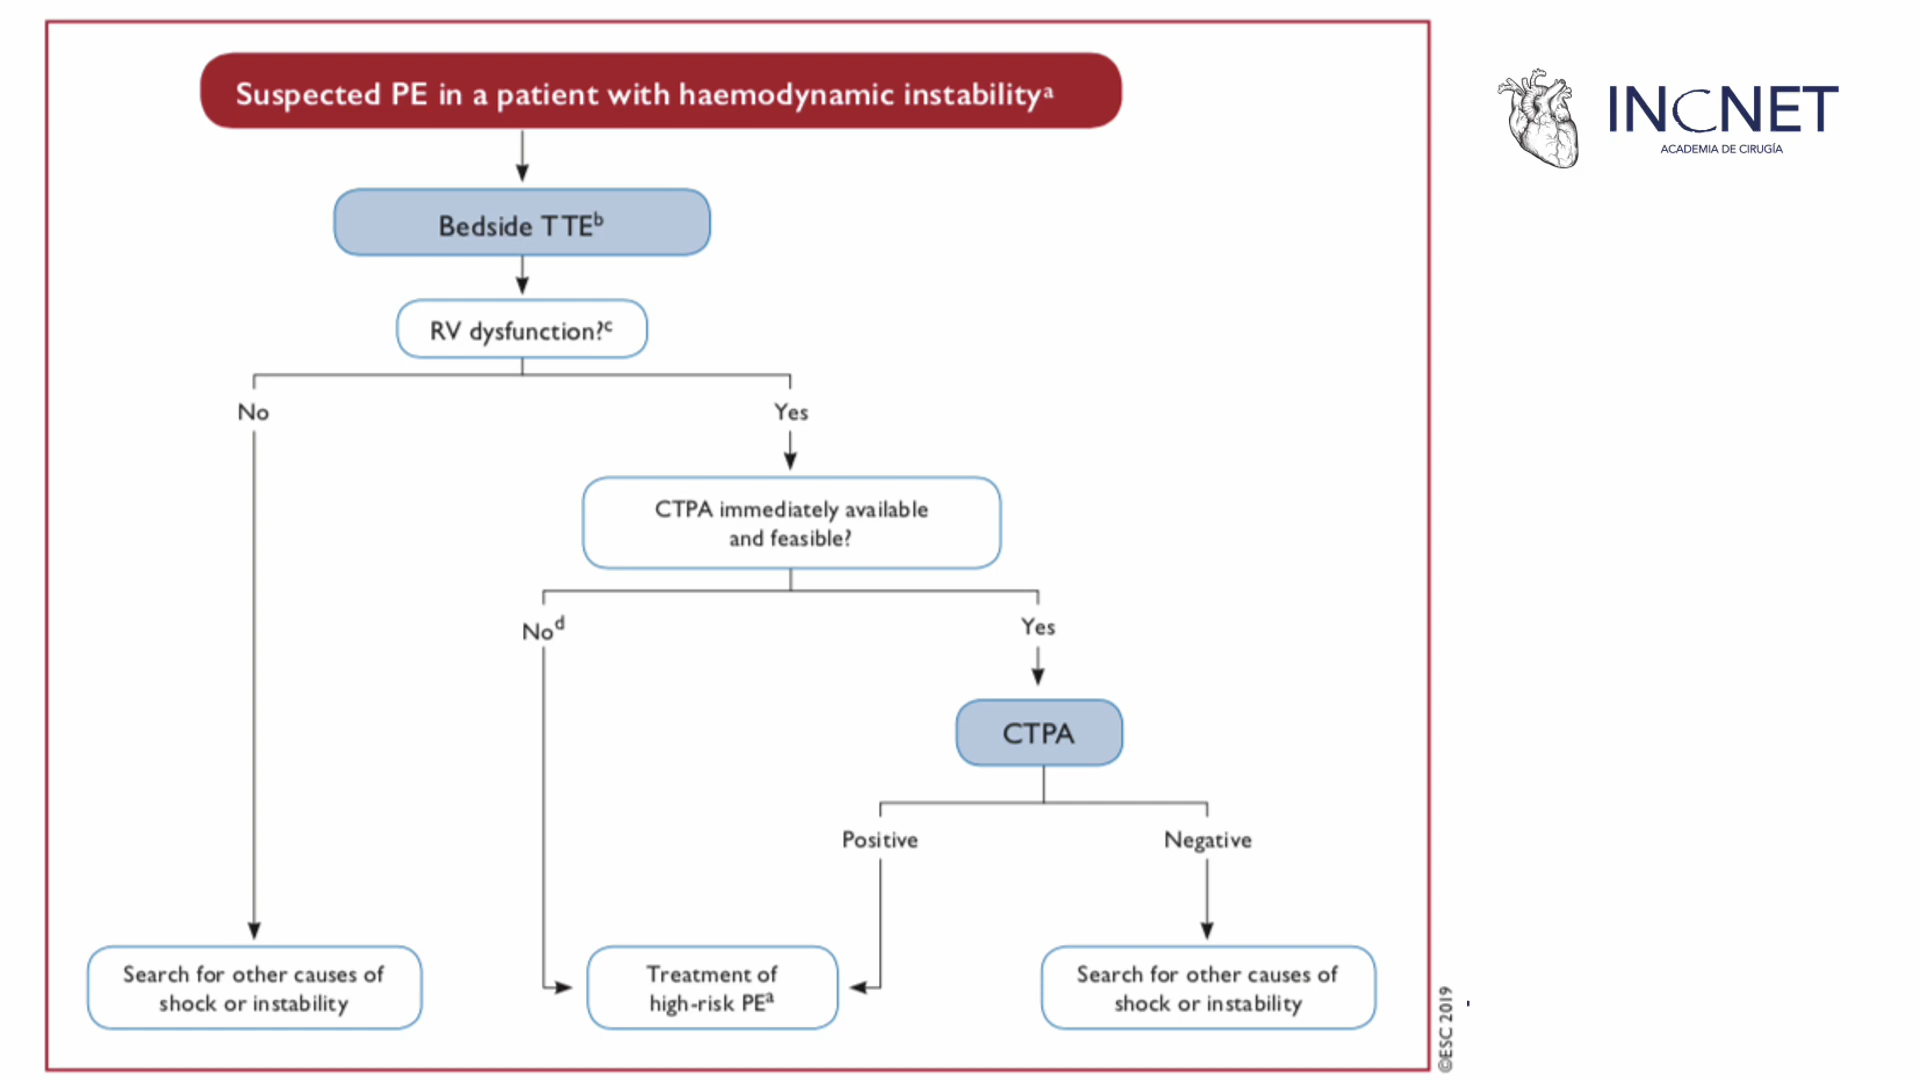 Suspected PE in a patient with haemodynamic instabilityᵃ
INCNET
ACADEMIA DE CIRUGÍA
Bedside TTEᵇ
RV dysfunction?ᶜ
No
Yes
CTPA immediately available
and feasible?
Noᵈ
Yes
CTPA
Positive
Negative
Search for other causes of
shock or instability
Treatment of
high-risk PEᵃ
Search for other causes of
shock or instability
©ESC 2019